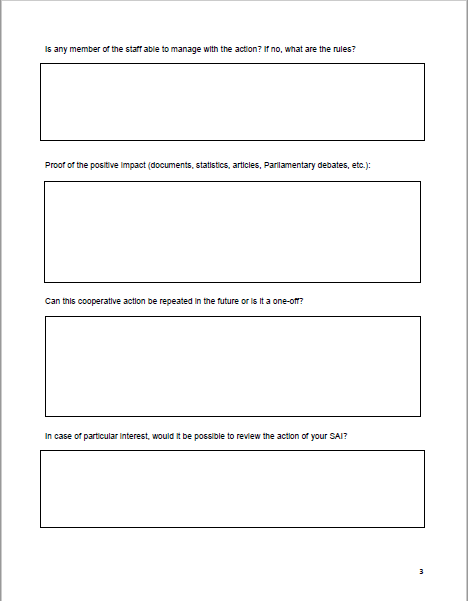 Is any member of the staff able to manage with the action? If no, what are the rules?
Proof of the positive impact (documents, statistics, articles, Parliamentary debates, etc.):
Can this cooperative action be repeated in the future or is it a one-off?
In case of particular interest, would it be possible to review the action of your SAI?
3